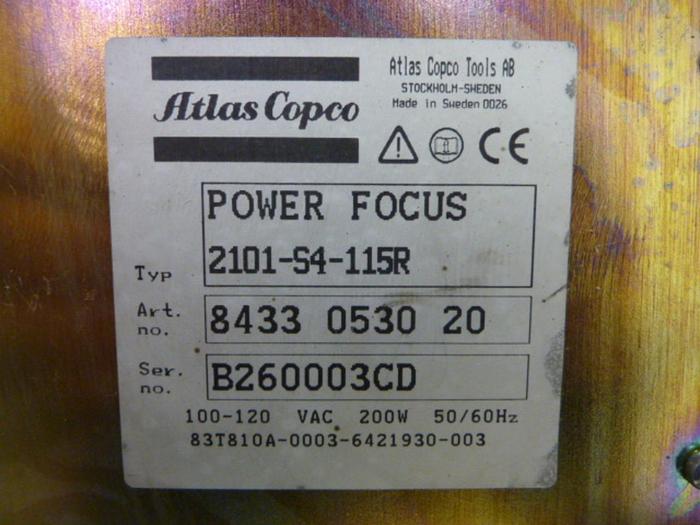 Atlas Copco
Atlas Copco Tools AB
STOCKHOLM-SWEDEN
Made in Sweden 0026
CE
POWER FOCUS
Typ 2101-S4-115R
Art. no. 8433 0530 20
Ser. no. B260003CD
100-120 VAC 200W 50/60Hz
83T810A-0003-6421930-003